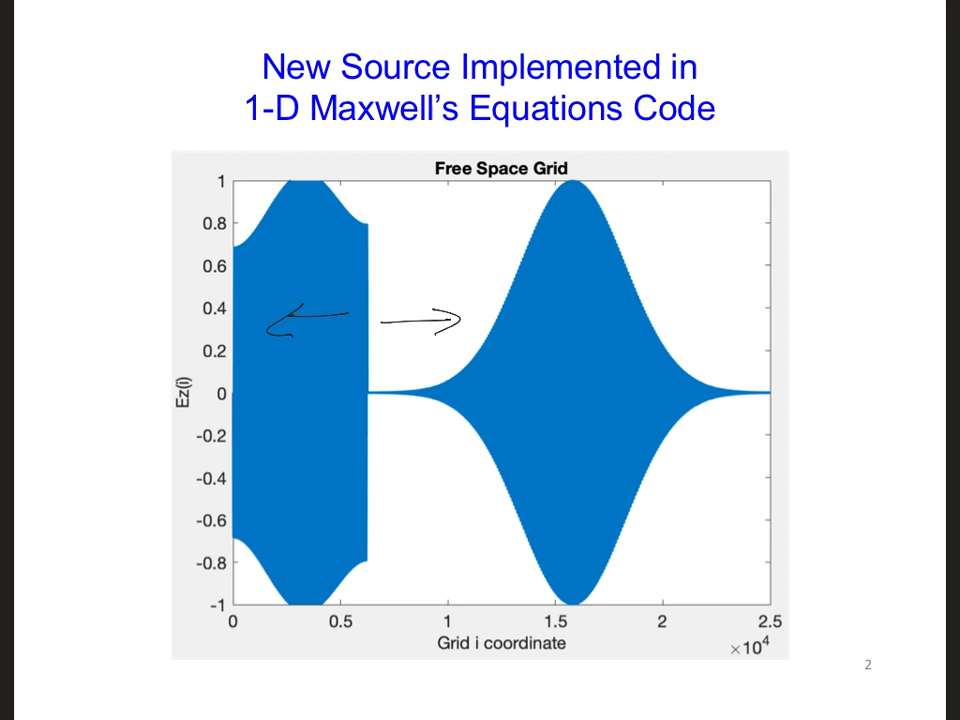 New Source Implemented in
1-D Maxwell’s Equations Code
Free Space Grid
1
0.8
0.6
0.4
0.2
0
-0.2
-0.4
-0.6
-0.8
-1
Ez(i)
0 0.5 1 1.5 2 2.5
Grid i coordinate
×10⁴
2